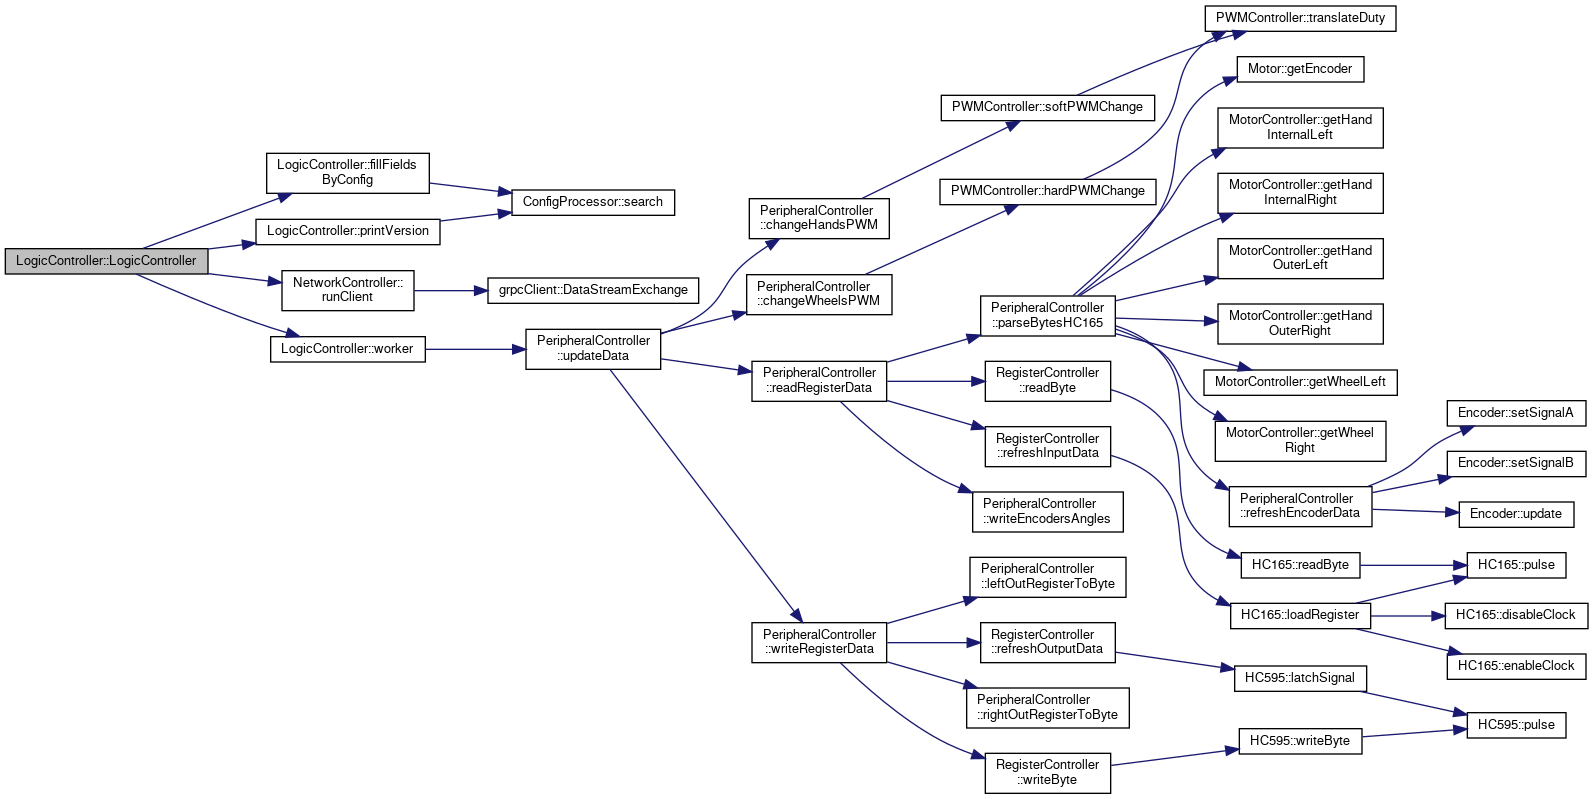 LogicController::LogicController
LogicController::fillFields
ByConfig
LogicController::printVersion
NetworkController::
runClient
LogicController::worker
ConfigProcessor::search
grpcClient::DataStreamExchange
PeripheralController
::updateData
PeripheralController
::changeHandsPWM
PeripheralController
::changeWheelsPWM
PeripheralController
::readRegisterData
PeripheralController
::writeRegisterData
PWMController::softPWMChange
PWMController::hardPWMChange
PeripheralController
::parseBytesHC165
RegisterController
::readByte
RegisterController
::refreshInputData
PeripheralController
::writeEncodersAngles
PeripheralController
::leftOutRegisterToByte
RegisterController
::refreshOutputData
PeripheralController
::rightOutRegisterToByte
RegisterController
::writeByte
PWMController::translateDuty
Motor::getEncoder
MotorController::getHand
InternalLeft
MotorController::getHand
InternalRight
MotorController::getHand
OuterLeft
MotorController::getHand
OuterRight
MotorController::getWheelLeft
MotorController::getWheel
Right
PeripheralController
::refreshEncoderData
HC165::readByte
HC165::loadRegister
HC595::latchSignal
HC595::writeByte
Encoder::setSignalA
Encoder::setSignalB
Encoder::update
HC165::pulse
HC165::disableClock
HC165::enableClock
HC595::pulse